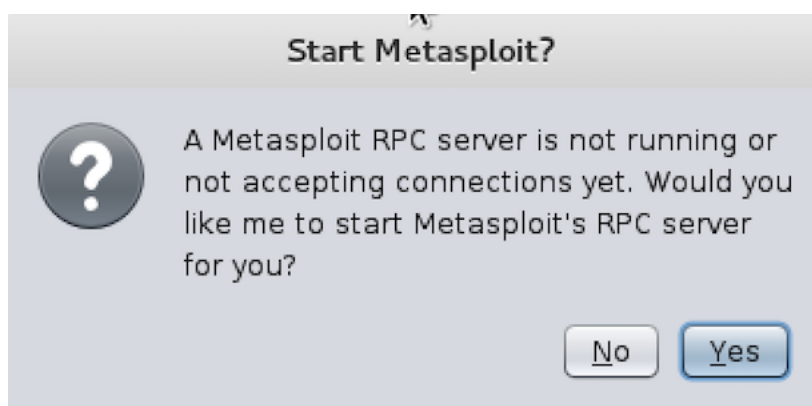 Start Metasploit?
A Metasploit RPC server is not running or
not accepting connections yet. Would you
like me to start Metasploit's RPC server
for you?
No
Yes